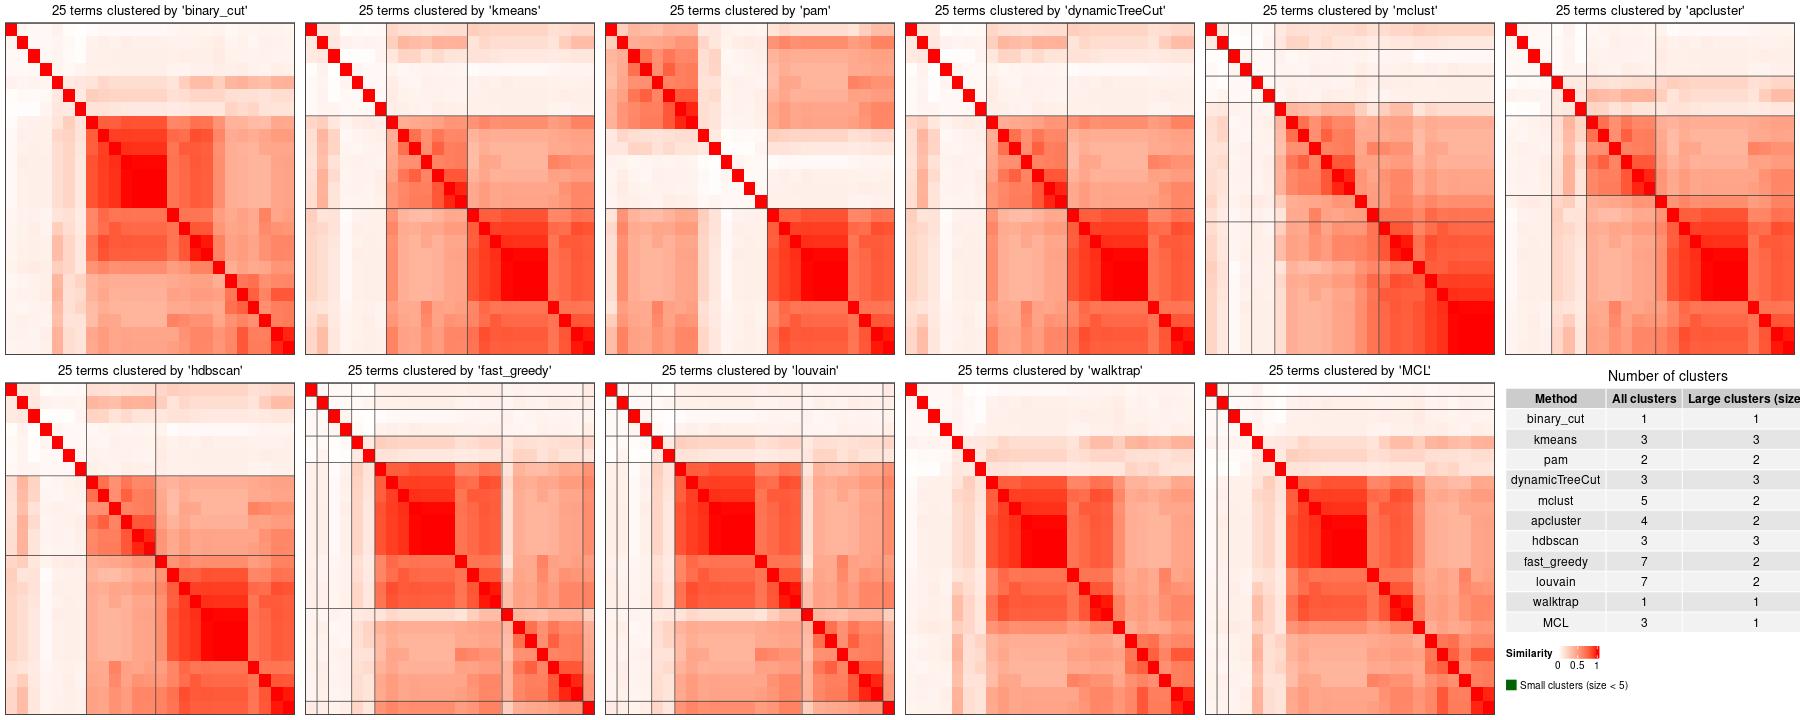 25 terms clustered by 'binary_cut'
25 terms clustered by 'kmeans'
25 terms clustered by 'pam'
25 terms clustered by 'dynamicTreeCut'
25 terms clustered by 'mclust'
25 terms clustered by 'apcluster'
25 terms clustered by 'hdbscan'
25 terms clustered by 'fast_greedy'
25 terms clustered by 'louvain'
25 terms clustered by 'walktrap'
25 terms clustered by 'MCL'
Number of clusters
Method All clusters Large clusters (size
binary_cut 1 1
kmeans 3 3
pam 2 2
dynamicTreeCut 3 3
mclust 5 2
apcluster 4 2
hdbscan 3 3
fast_greedy 7 2
louvain 7 2
walktrap 1 1
MCL 3 1
Similarity
0 0.5 1
Small clusters (size < 5)